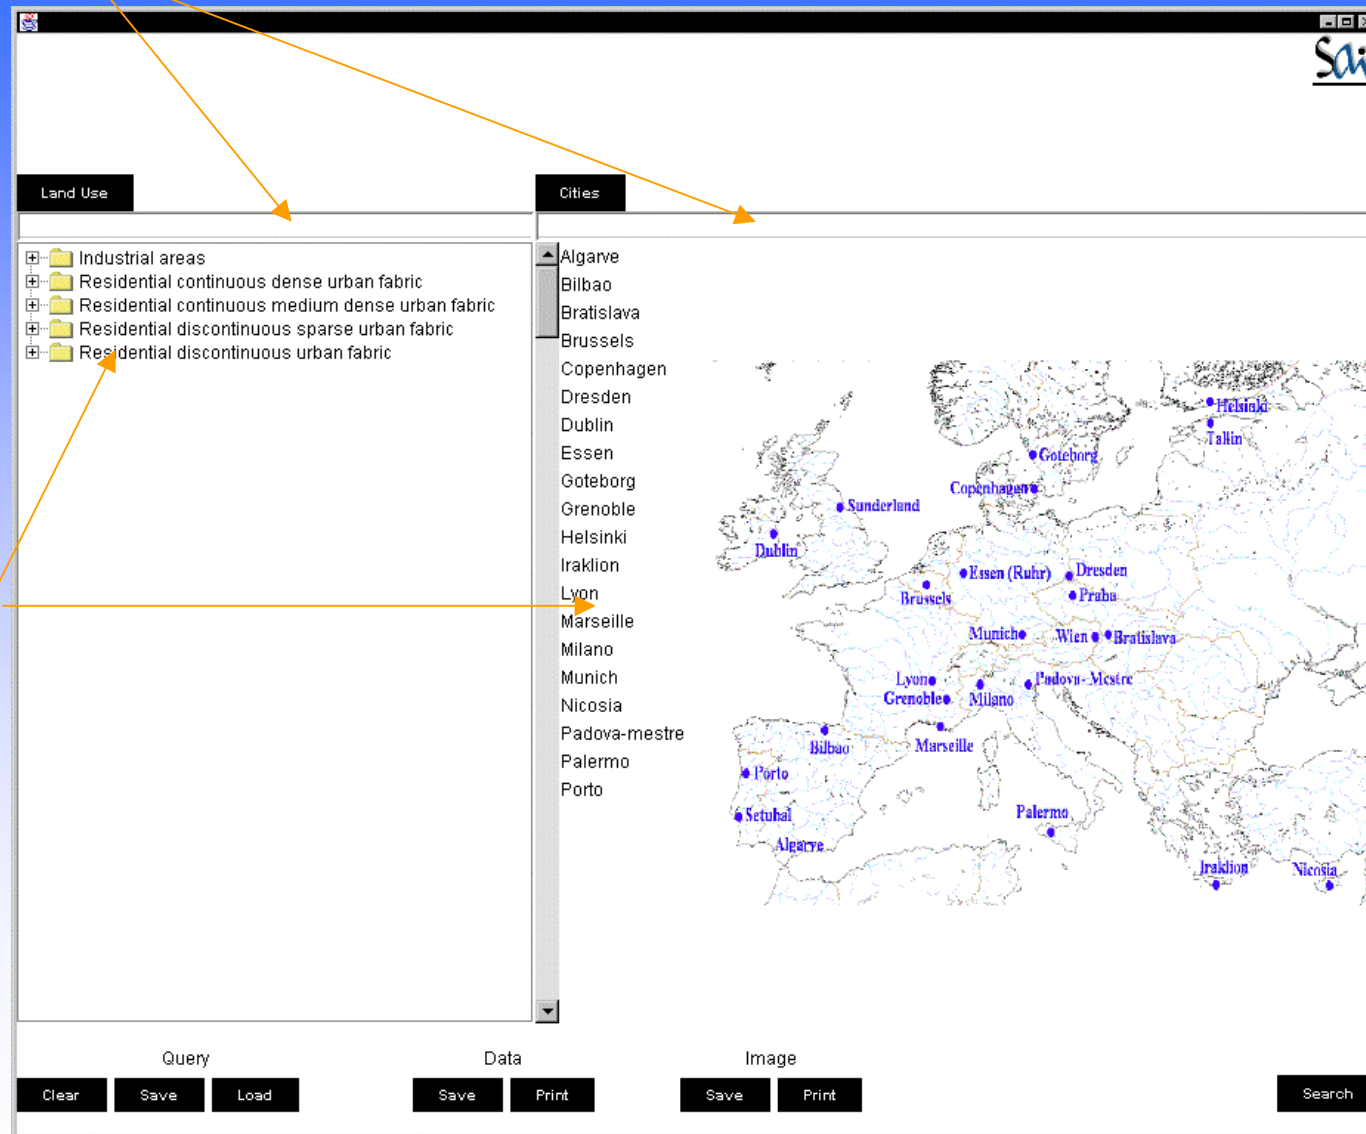 Sai
Land Use
Cities
Industrial areas
Residential continuous dense urban fabric
Residential continuous medium dense urban fabric
Residential discontinuous sparse urban fabric
Residential discontinuous urban fabric
Algarve
Bilbao
Bratislava
Brussels
Copenhagen
Dresden
Dublin
Essen
Goteborg
Grenoble
Helsinki
Iraklion
Lyon
Marseille
Milano
Munich
Nicosia
Padova-mestre
Palermo
Porto
Helsinki
Tallin
Goteborg
Copenhagen
Sunderland
Dublin
Essen (Ruhr)
Dresden
Brussels
Praha
Munich
Wien
Bratislava
Lyon
Padova- Mestre
Grenoble
Milano
Bilbao
Marseille
Porto
Setubal
Palermo
Algarve
Iraklion
Nicosia
Query
Data
Image
Clear
Save
Load
Save
Print
Save
Print
Search